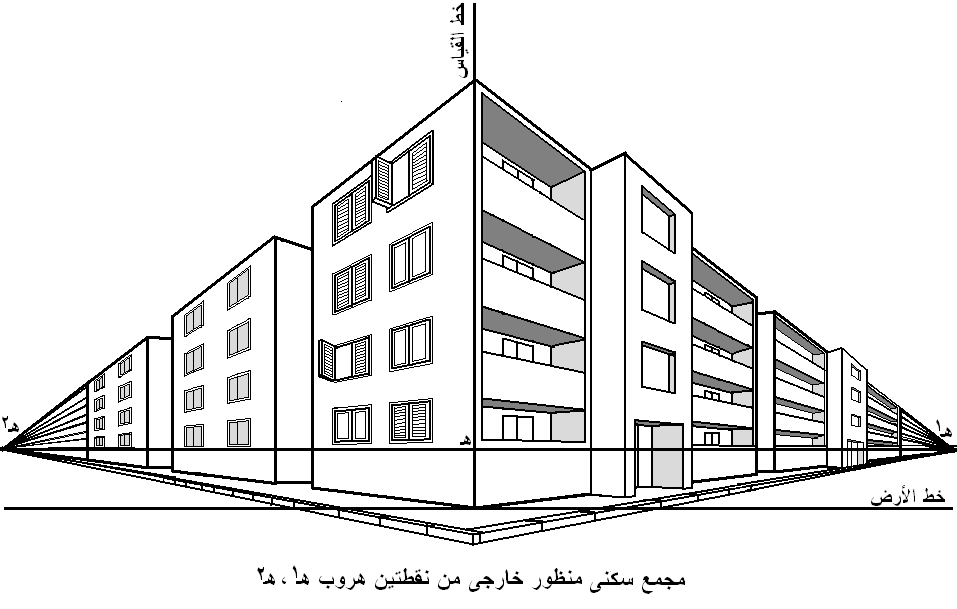 خط القياس
هـ٢
هـ
هـ١
خط الأرض
مجمع سكنى منظور خارجى من نقطتين هروب هـ١ ، هـ٢